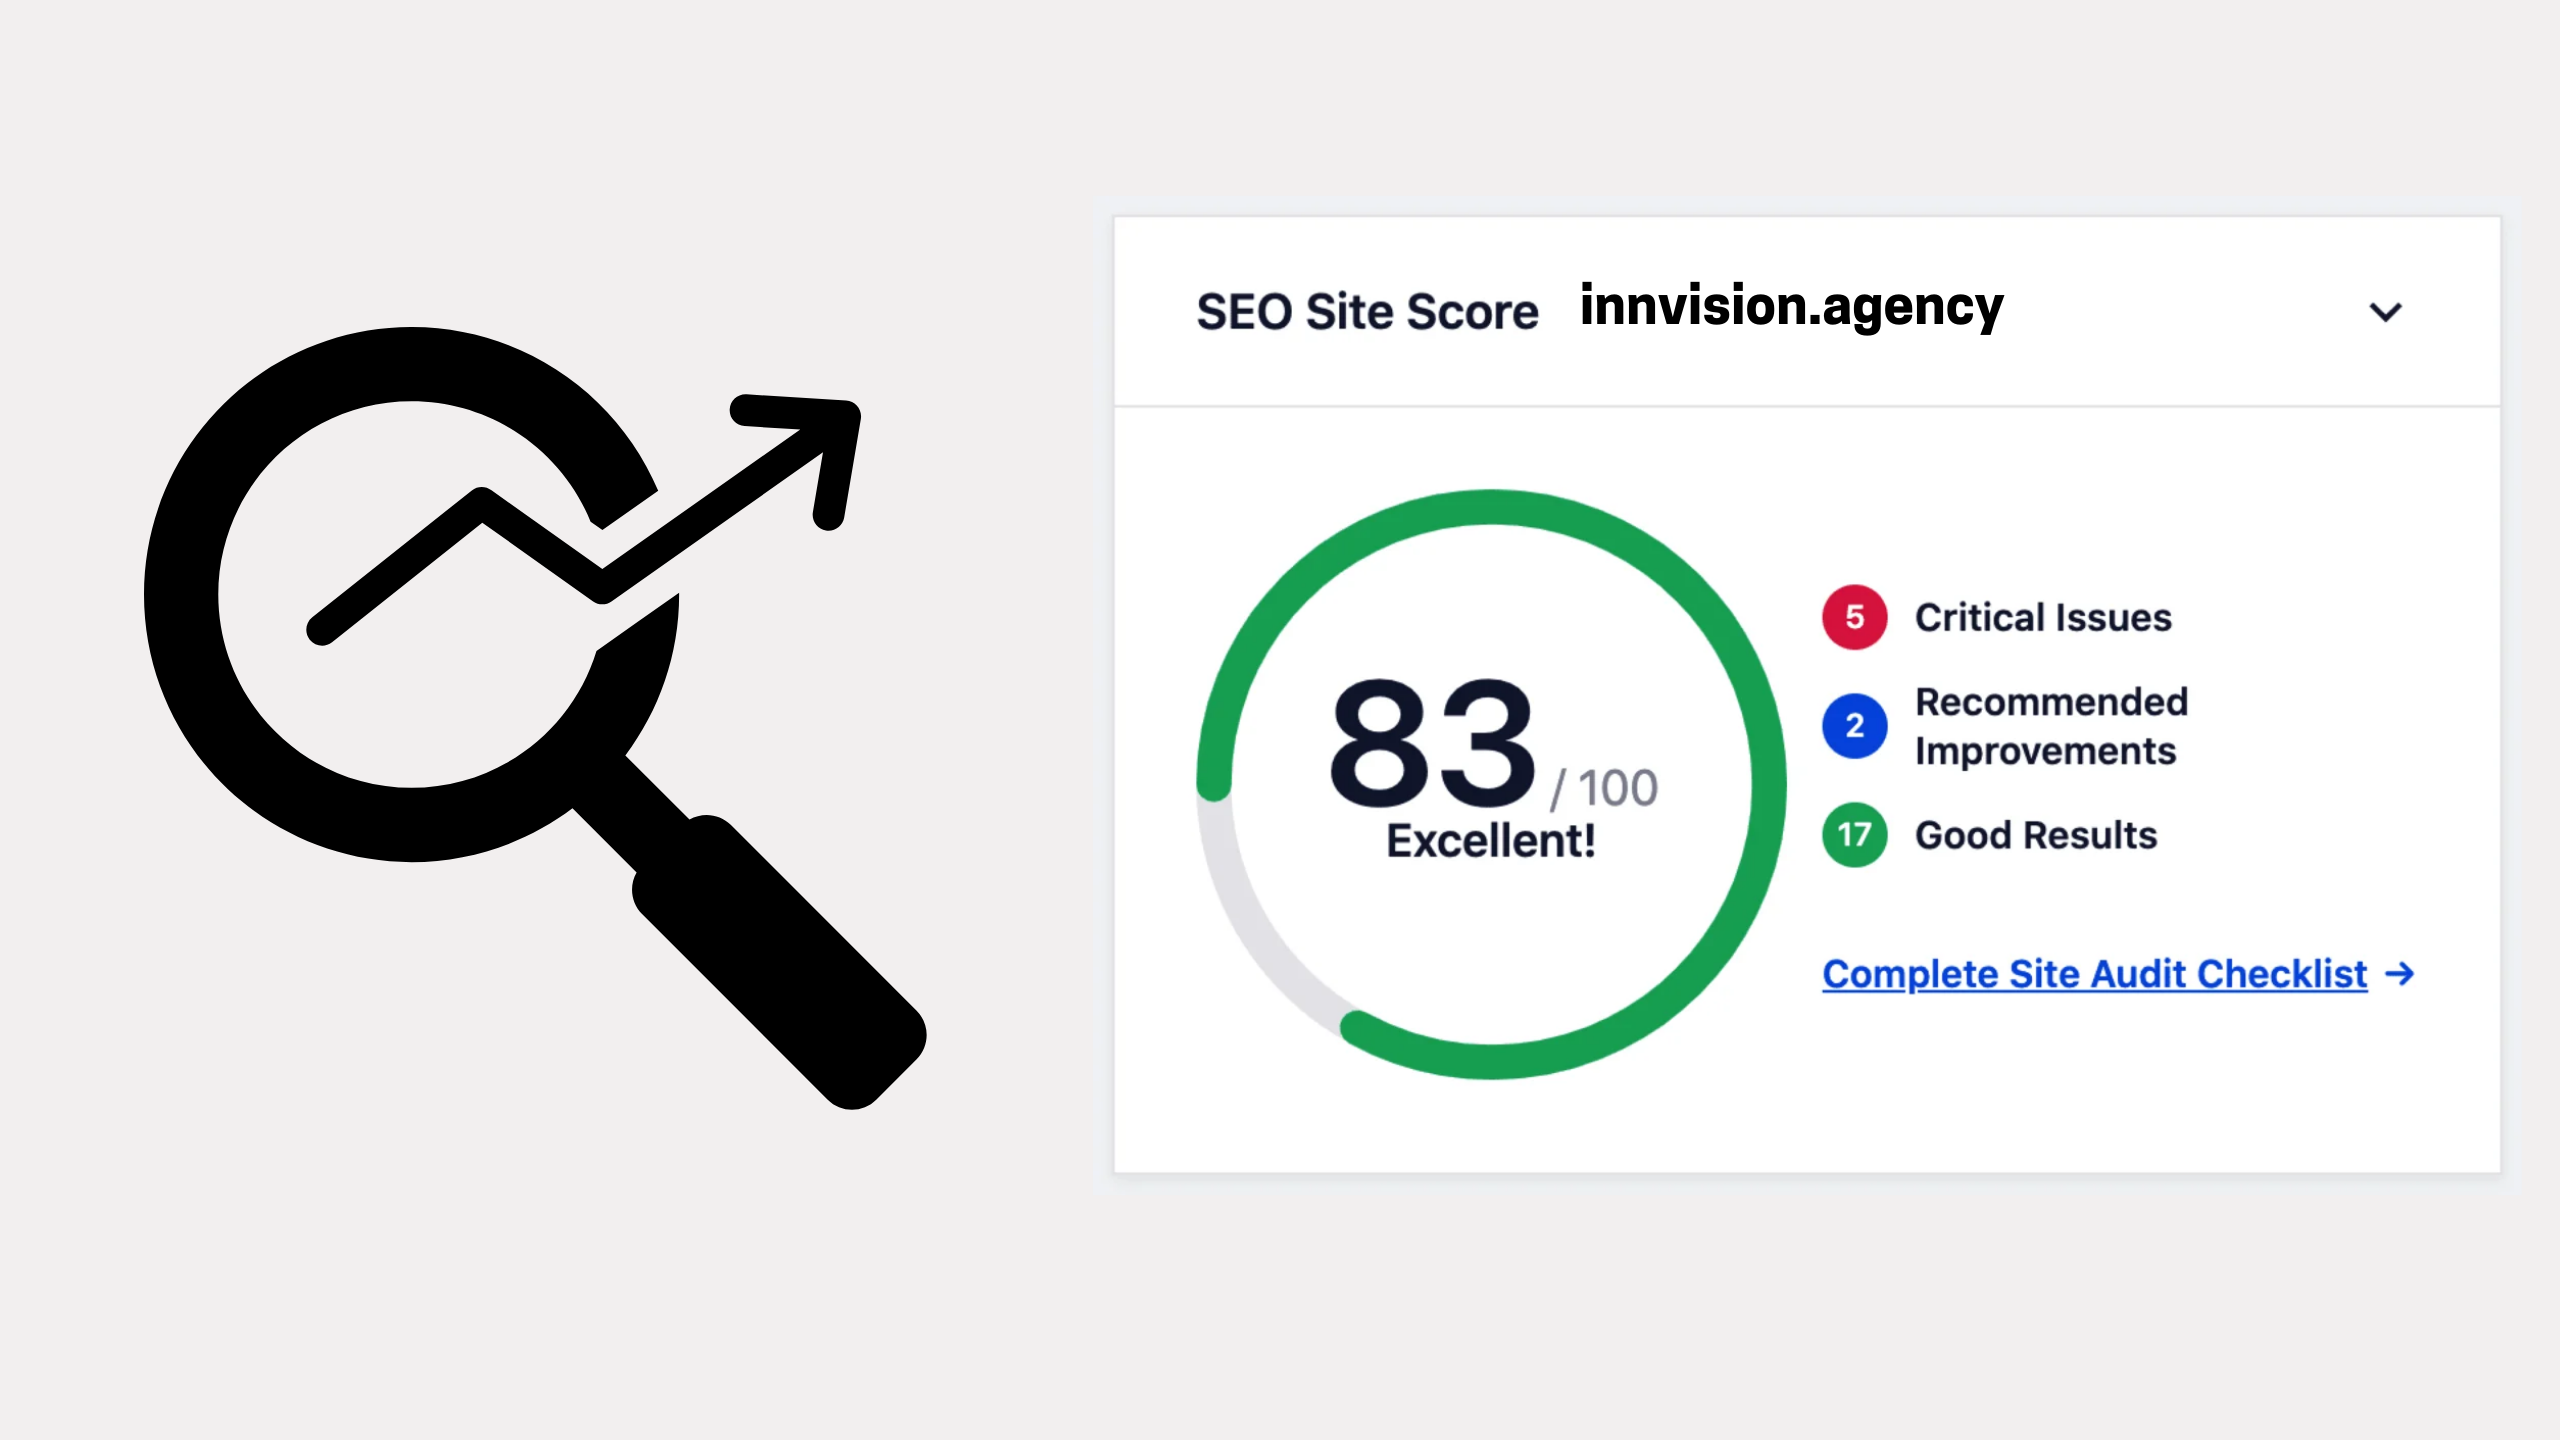 SEO Site Score innvision.agency
83 / 100
Excellent!
5 Critical Issues
2 Recommended
Improvements
17 Good Results
Complete Site Audit Checklist →